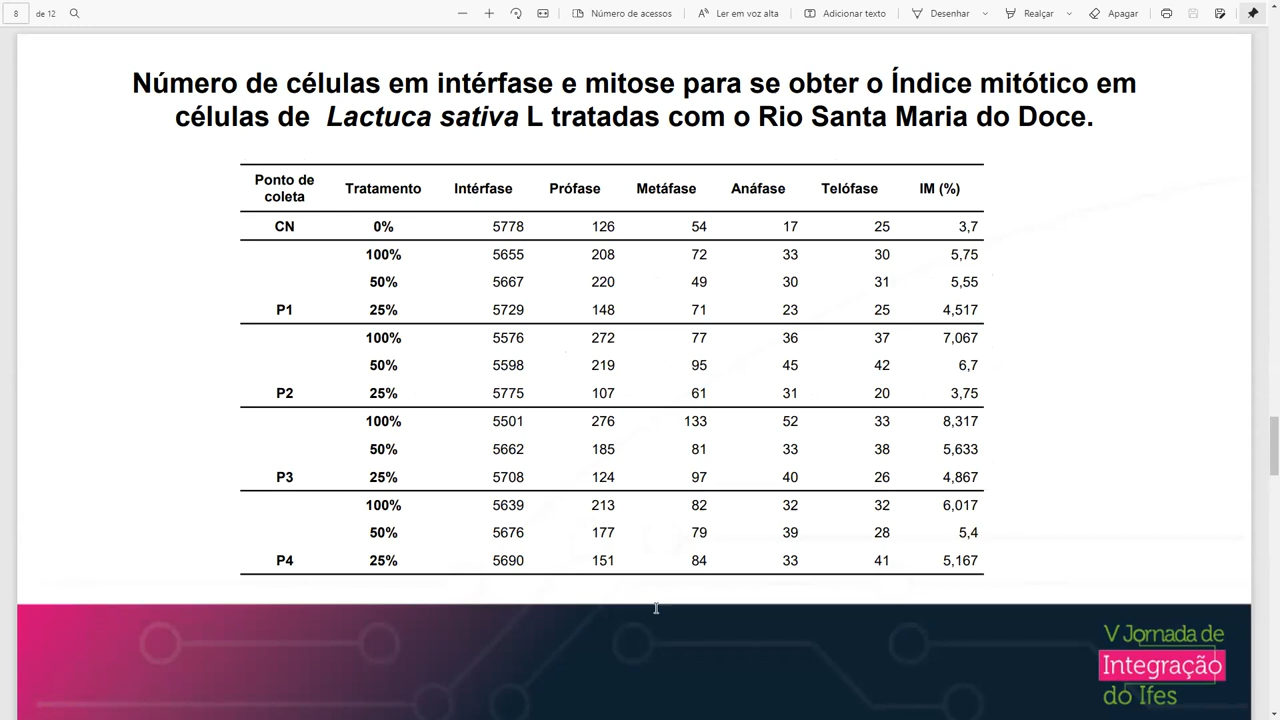 8 de 12 Número de acessos Ler em voz alta Adicionar texto Desenhar Realçar Apagar
Número de células em intérfase e mitose para se obter o Índice mitótico em
células de Lactuca sativa L tratadas com o Rio Santa Maria do Doce.
Ponto de coleta Tratamento Intérfase Prófase Metáfase Anáfase Telófase IM (%)
CN 0% 5778 126 54 17 25 3,7
100% 5655 208 72 33 30 5,75
50% 5667 220 49 30 31 5,55
P1 25% 5729 148 71 23 25 4,517
100% 5576 272 77 36 37 7,067
50% 5598 219 95 45 42 6,7
P2 25% 5775 107 61 31 20 3,75
100% 5501 276 133 52 33 8,317
50% 5662 185 81 33 38 5,633
P3 25% 5708 124 97 40 26 4,867
100% 5639 213 82 32 32 6,017
50% 5676 177 79 39 28 5,4
P4 25% 5690 151 84 33 41 5,167
V Jornada de
Integração
do Ifes